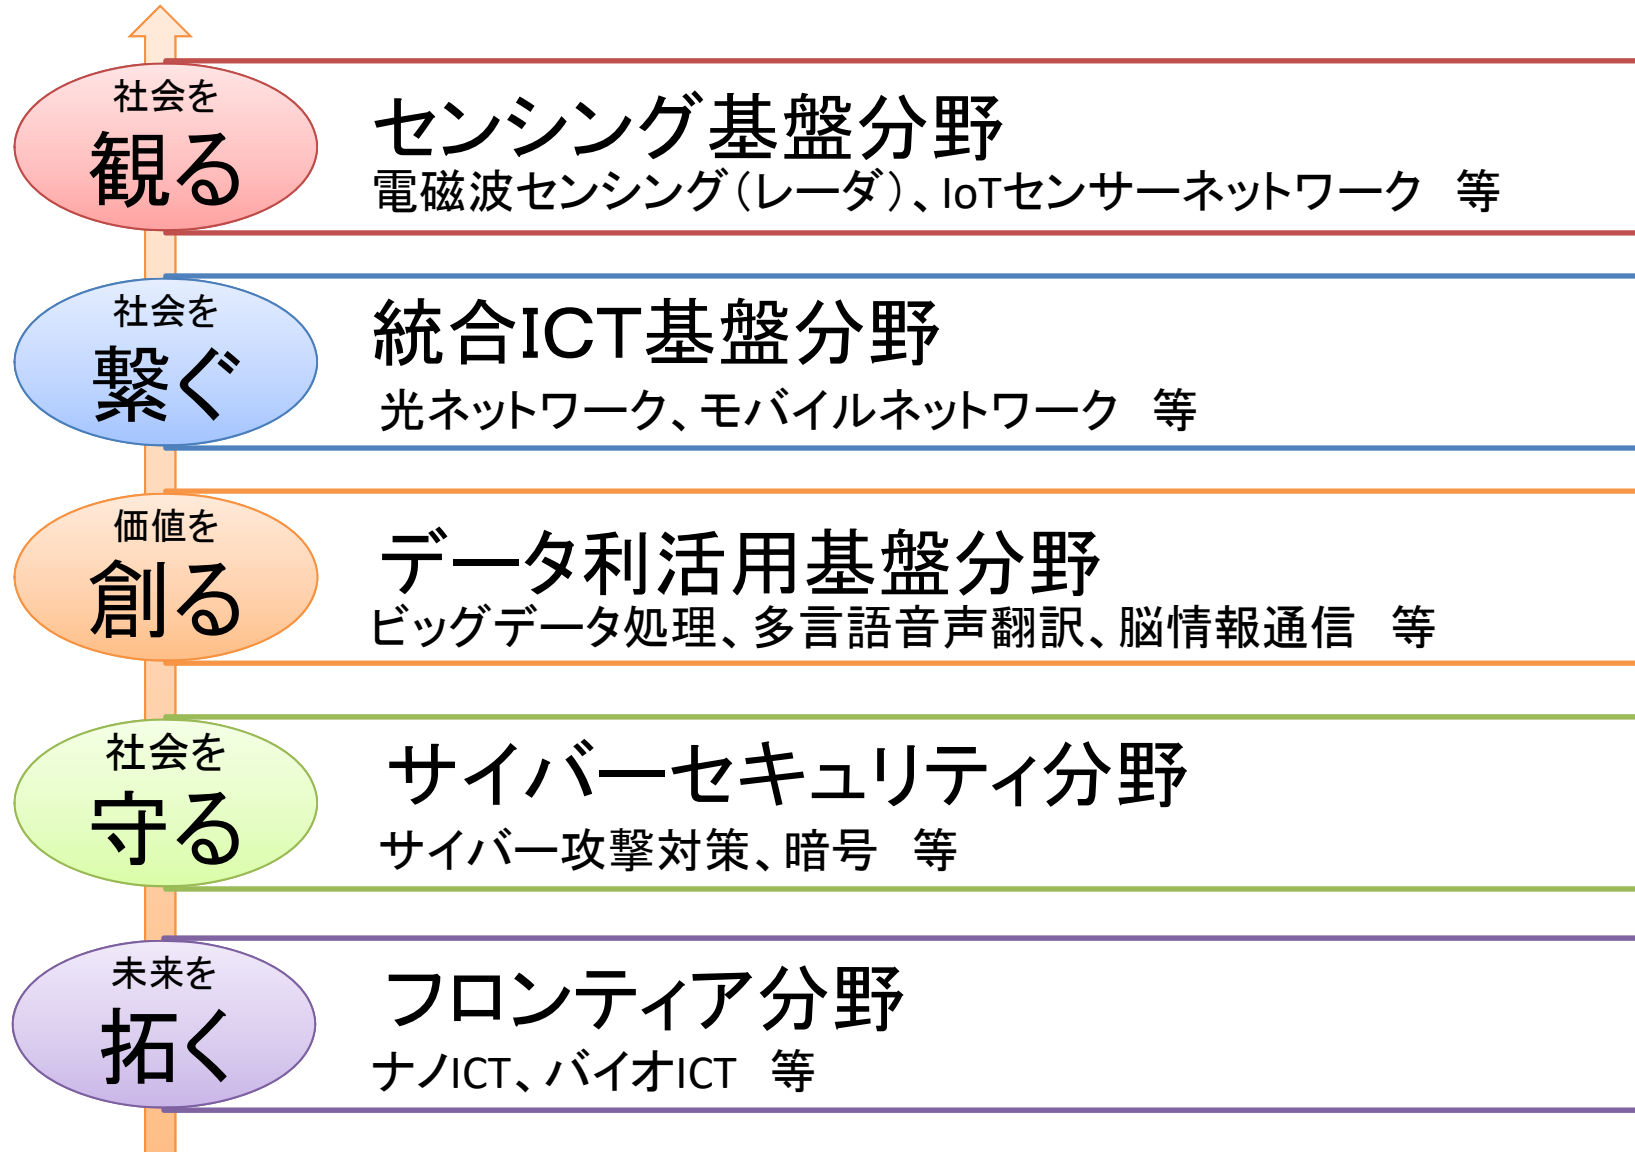 社会を
観る
センシング基盤分野
電磁波センシング（レーダ）、IoTセンサーネットワーク　等
社会を
繋ぐ
統合ICT基盤分野
光ネットワーク、モバイルネットワーク　等
価値を
創る
データ利活用基盤分野
ビッグデータ処理、多言語音声翻訳、脳情報通信　等
社会を
守る
サイバーセキュリティ分野
サイバー攻撃対策、暗号　等
未来を
拓く
フロンティア分野
ナノICT、バイオICT　等